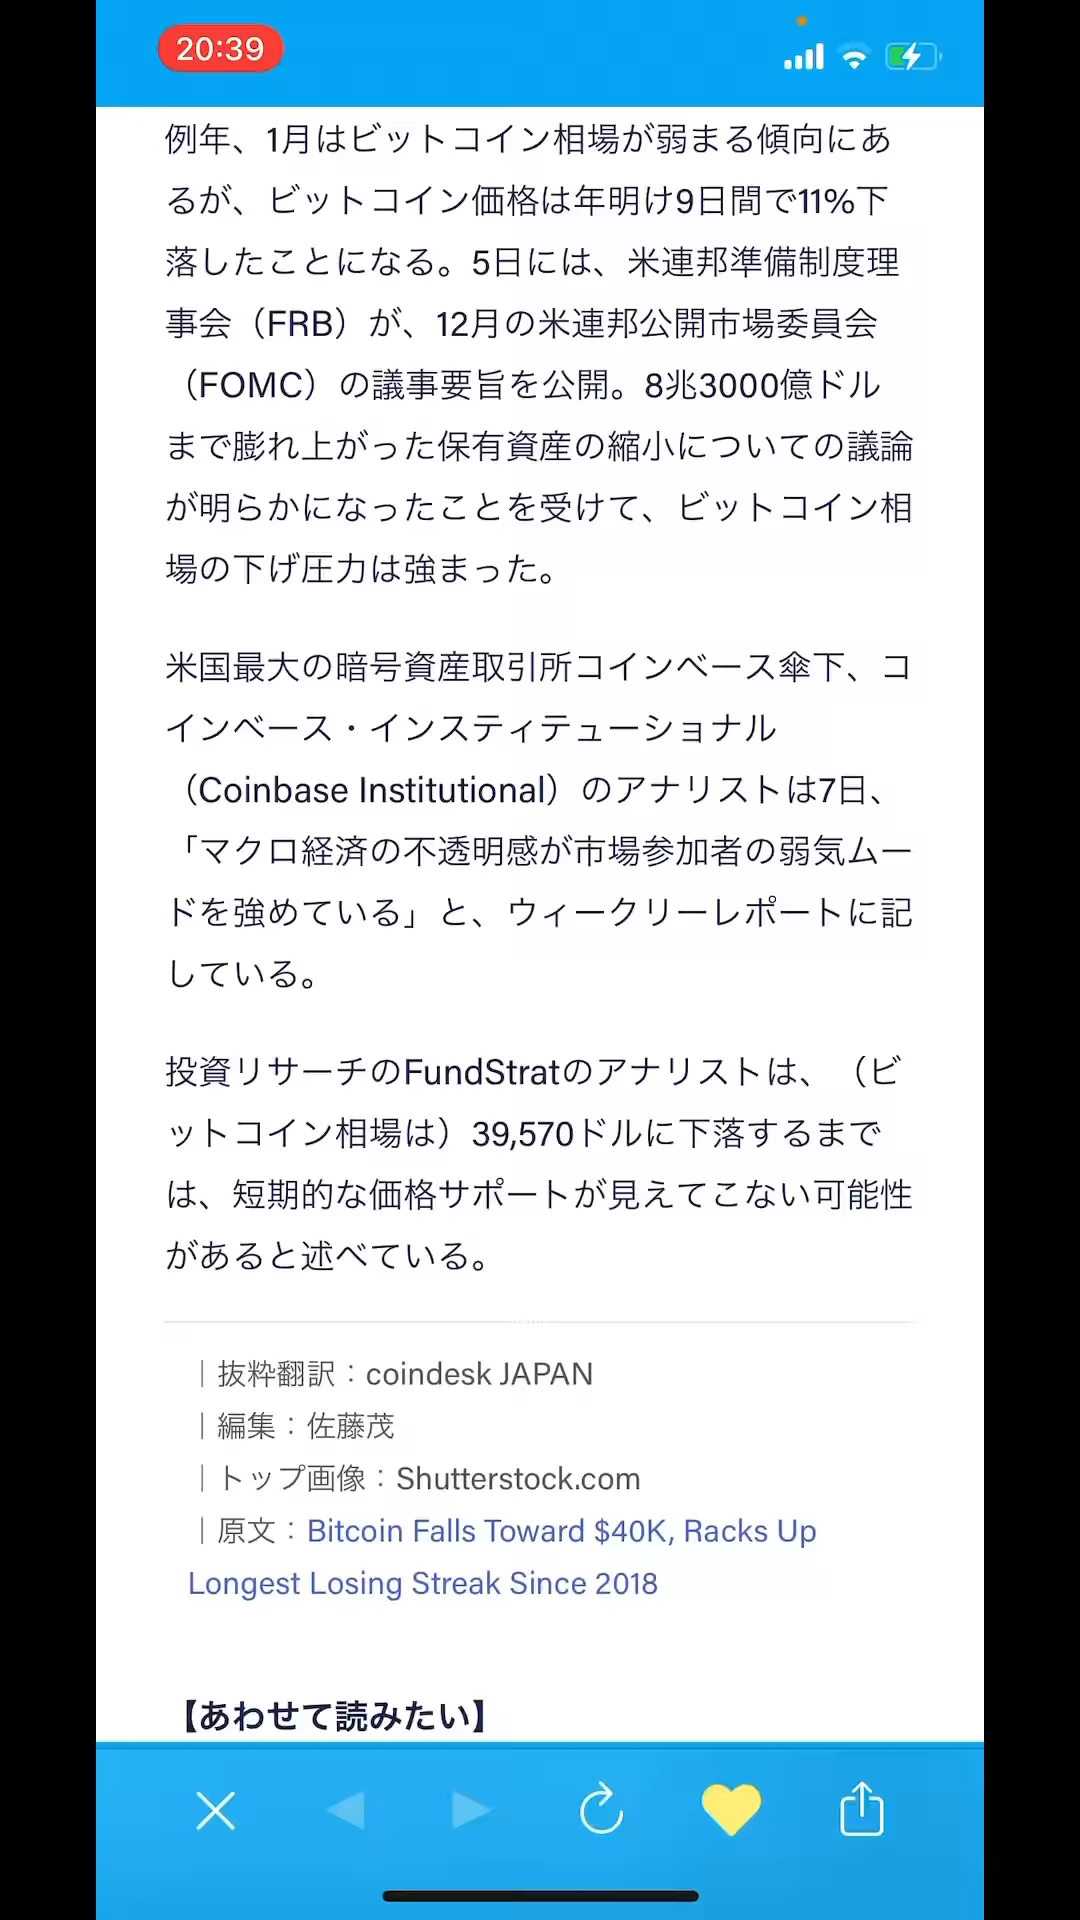 20:39
例年、1月はビットコイン相場が弱まる傾向にあ
るが、ビットコイン価格は年明け9日間で11%下
落したことになる。5日には、米連邦準備制度理
事会（FRB）が、12月の米連邦公開市場委員会
（FOMC）の議事要旨を公開。8兆3000億ドル
まで膨れ上がった保有資産の縮小についての議論
が明らかになったことを受けて、ビットコイン相
場の下げ圧力は強まった。
米国最大の暗号資産取引所コインベース傘下、コ
インベース・インスティテューショナル
（Coinbase Institutional）のアナリストは7日、
「マクロ経済の不透明感が市場参加者の弱気ムー
ドを強めている」と、ウィークリーレポートに記
している。
投資リサーチのFundStratのアナリストは、（ビ
ットコイン相場は）39,570ドルに下落するまで
は、短期的な価格サポートが見えてこない可能性
があると述べている。
｜抜粋翻訳：coindesk JAPAN
｜編集：佐藤茂
｜トップ画像：Shutterstock.com
｜原文：Bitcoin Falls Toward $40K, Racks Up
Longest Losing Streak Since 2018
【あわせて読みたい】